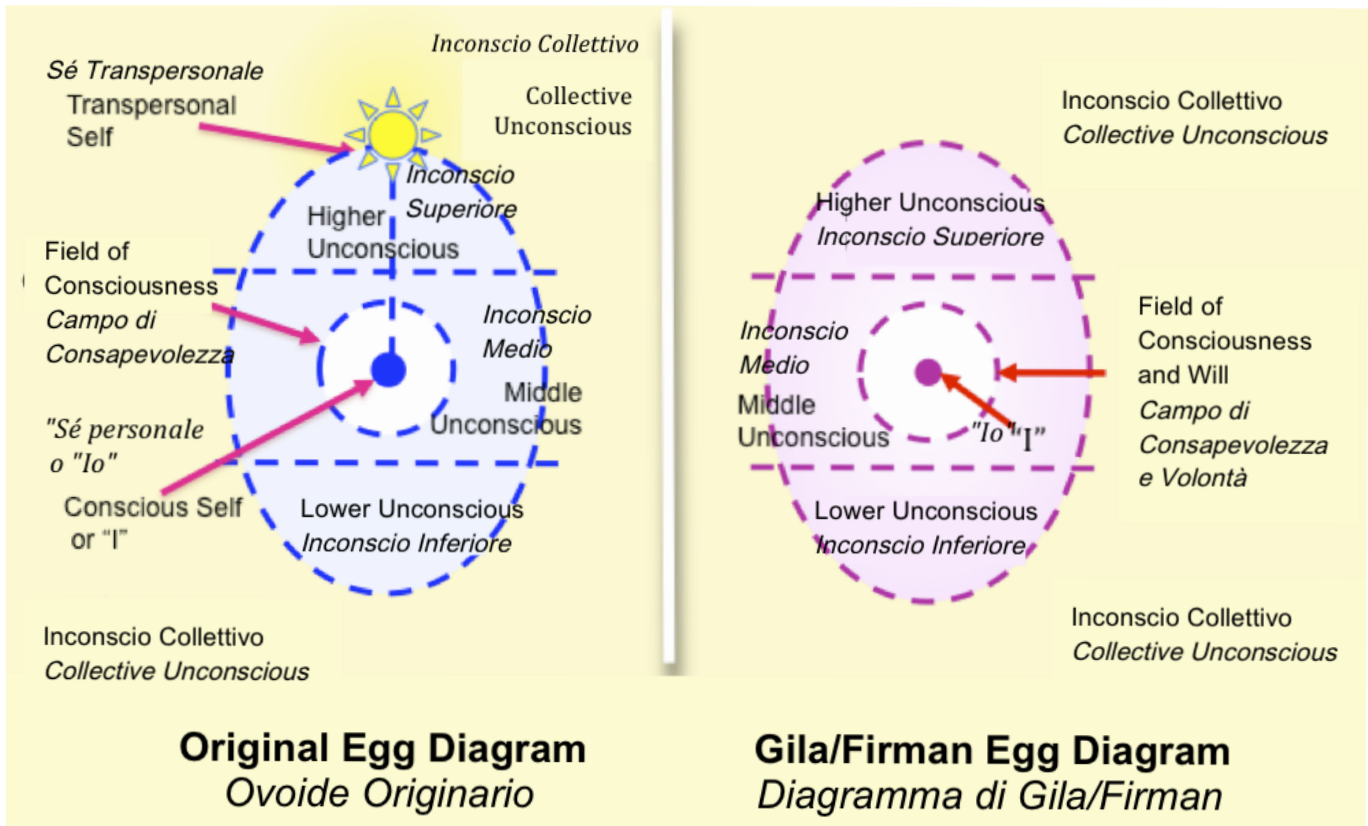 Inconscio Collettivo
Collective
Unconscious
Sé Transpersonale
Transpersonal
Self
Inconscio
Superiore
Higher
Unconscious
Field of
Consciousness
Campo di
Consapevolezza
Inconscio
Medio
Middle
Unconscious
"Sé personale
o "Io"
Conscious Self
or “I”
Lower Unconscious
Inconscio Inferiore
Inconscio Collettivo
Collective Unconscious
Original Egg Diagram
Ovoide Originario
Inconscio Collettivo
Collective Unconscious
Higher Unconscious
Inconscio Superiore
Inconscio
Medio
Middle
Unconscious
"Io" “I”
Field of
Consciousness
and Will
Campo di
Consapevolezza
e Volontà
Lower Unconscious
Inconscio Inferiore
Inconscio Collettivo
Collective Unconscious
Gila/Firman Egg Diagram
Diagramma di Gila/Firman